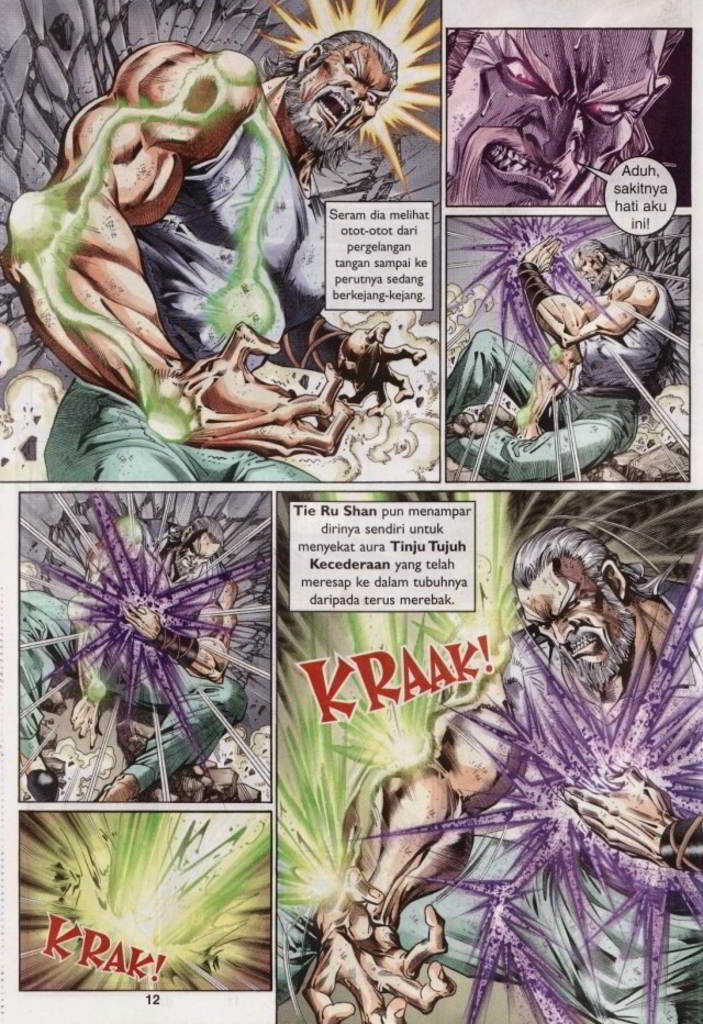 Seram dia melihat
otot-otot dari
pergelangan
tangan sampai ke
perutnya sedang
berkejang-kejang.
Aduh,
sakitnya
hati aku
ini!
Tie Ru Shan pun menampar
dirinya sendiri untuk
menyekat aura Tinju Tujuh
Kecederaan yang telah
meresap ke dalam tubuhnya
daripada terus merebak.
KRAAK!
KRAK!
12